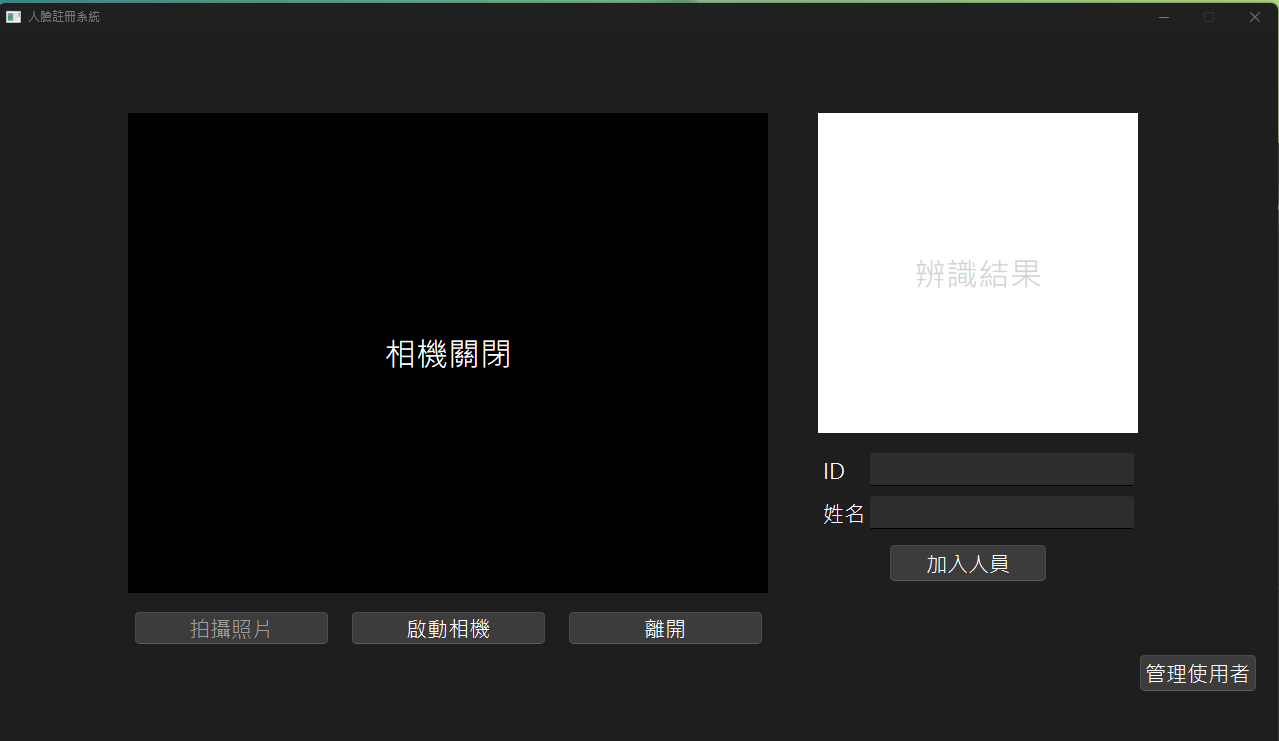 人臉註冊系統
相機關閉
辨識結果
ID
姓名
加入人員
拍攝照片
啟動相機
離開
管理使用者